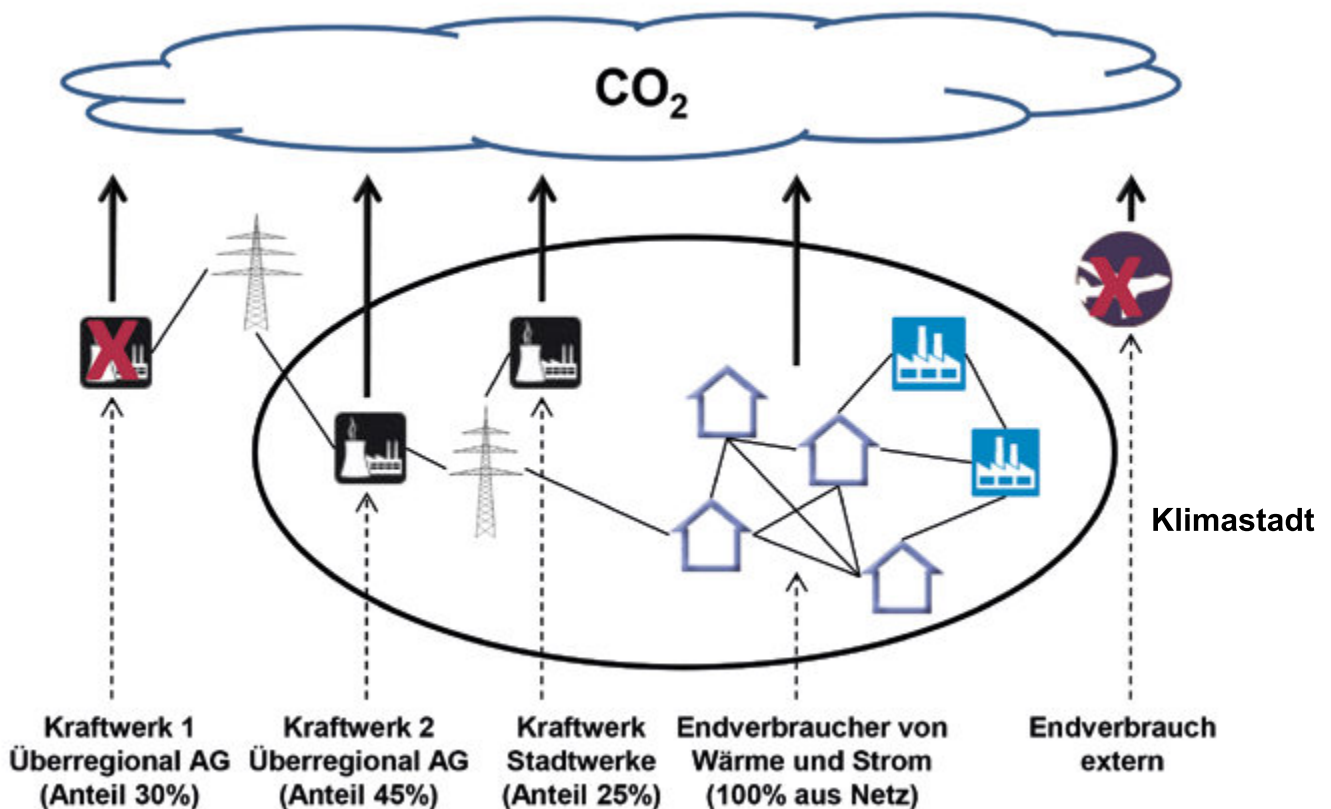 CO₂
Klimastadt
Kraftwerk 1
Überregional AG
(Anteil 30%)
Kraftwerk 2
Überregional AG
(Anteil 45%)
Kraftwerk
Stadtwerke
(Anteil 25%)
Endverbraucher von
Wärme und Strom
(100% aus Netz)
Endverbrauch
extern